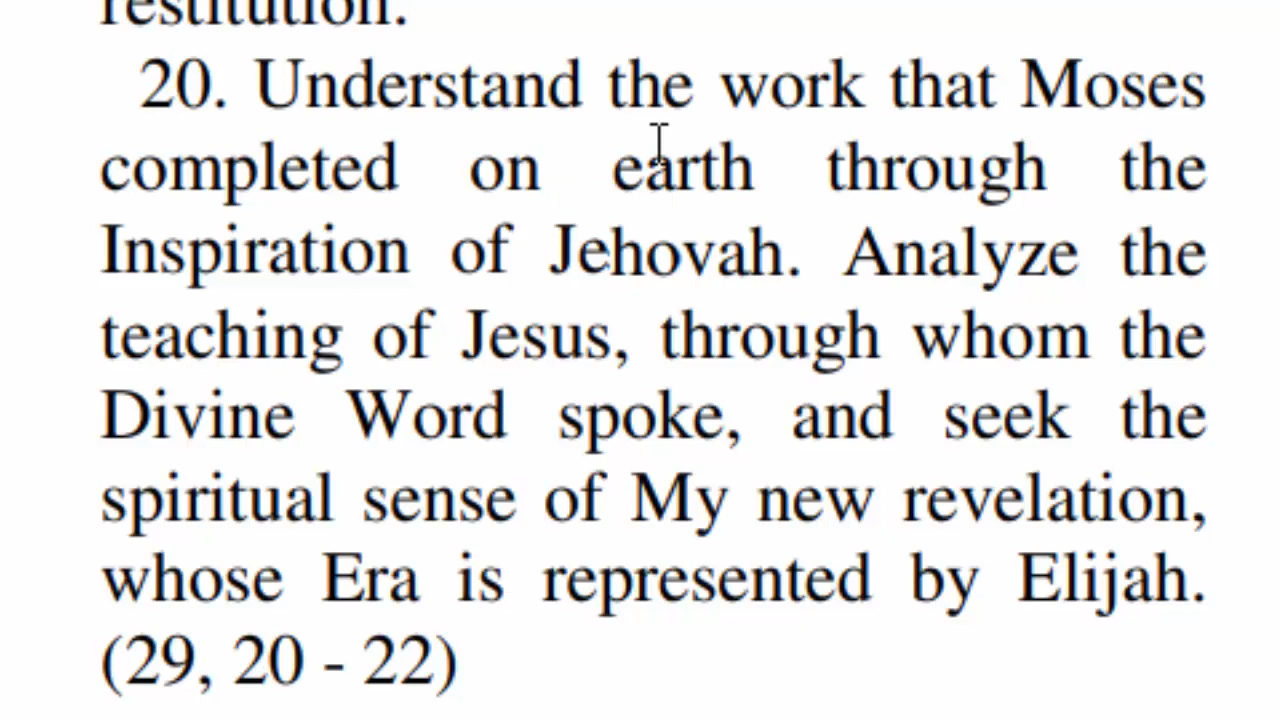 restitution.
20. Understand the work that Moses
completed on earth through the
Inspiration of Jehovah. Analyze the
teaching of Jesus, through whom the
Divine Word spoke, and seek the
spiritual sense of My new revelation,
whose Era is represented by Elijah.
(29, 20 - 22)